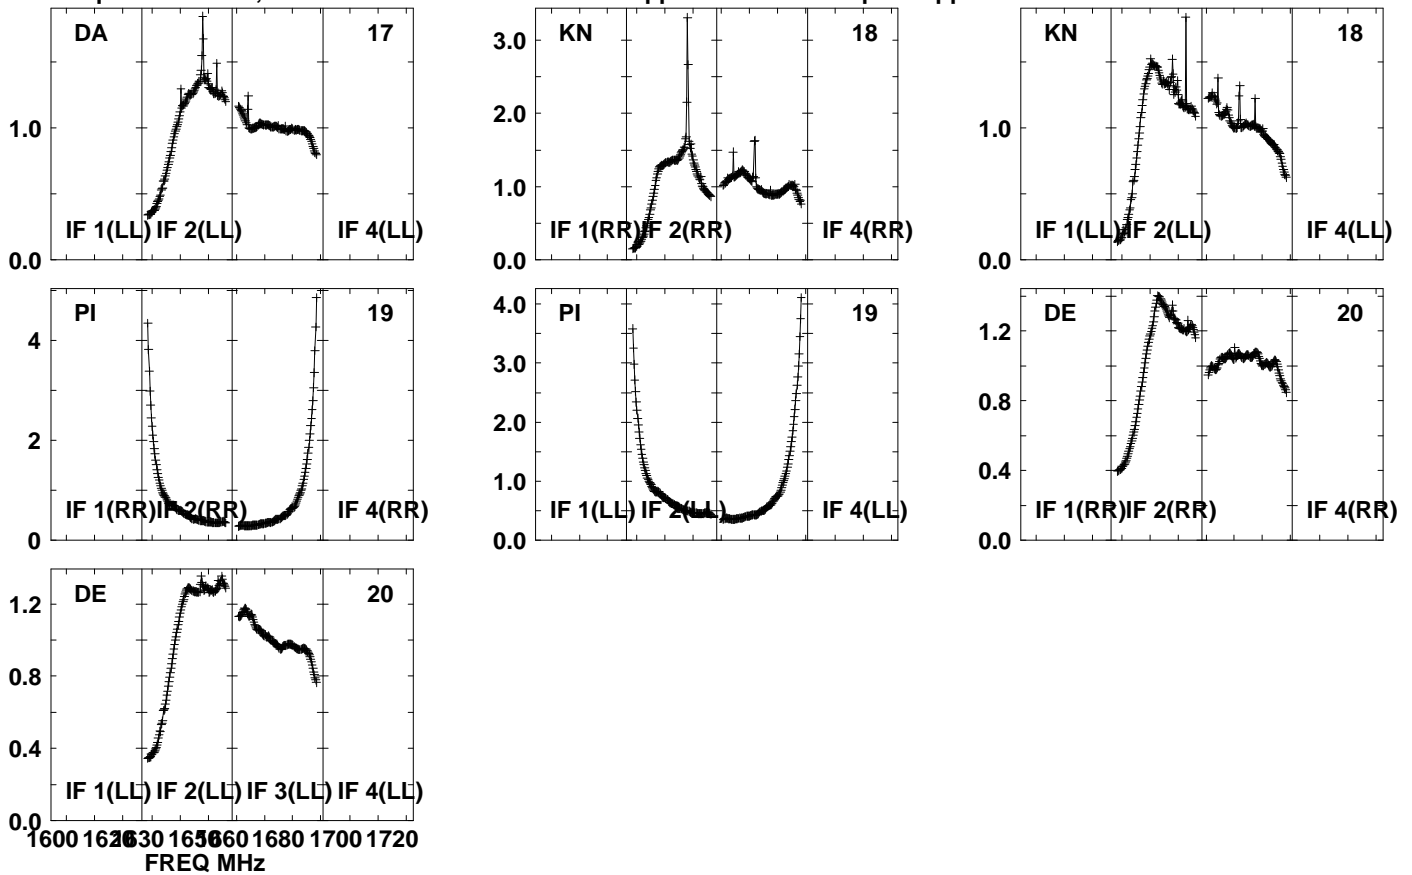 DA 17
1.0
IF 1(LL) IF 2(LL) IF 4(LL)
0.0
KN 18
3.0
2.0
1.0
IF 1(RR) IF 2(RR) IF 4(RR)
0.0
KN 18
1.0
IF 1(LL) IF 2(LL) IF 4(LL)
0.0
PI 19
4
2
IF 1(RR) IF 2(RR) IF 4(RR)
0
PI 19
4.0
3.0
2.0
1.0
IF 1(LL) IF 2(LL) IF 4(LL)
0.0
DE 20
1.2
0.8
0.4
IF 1(RR) IF 2(RR) IF 4(RR)
0.0
DE 20
1.2
0.8
0.4
IF 1(LL) IF 2(LL) IF 3(LL) IF 4(LL)
0.0
1600 1630 1660 1680 1700 1720
FREQ MHz